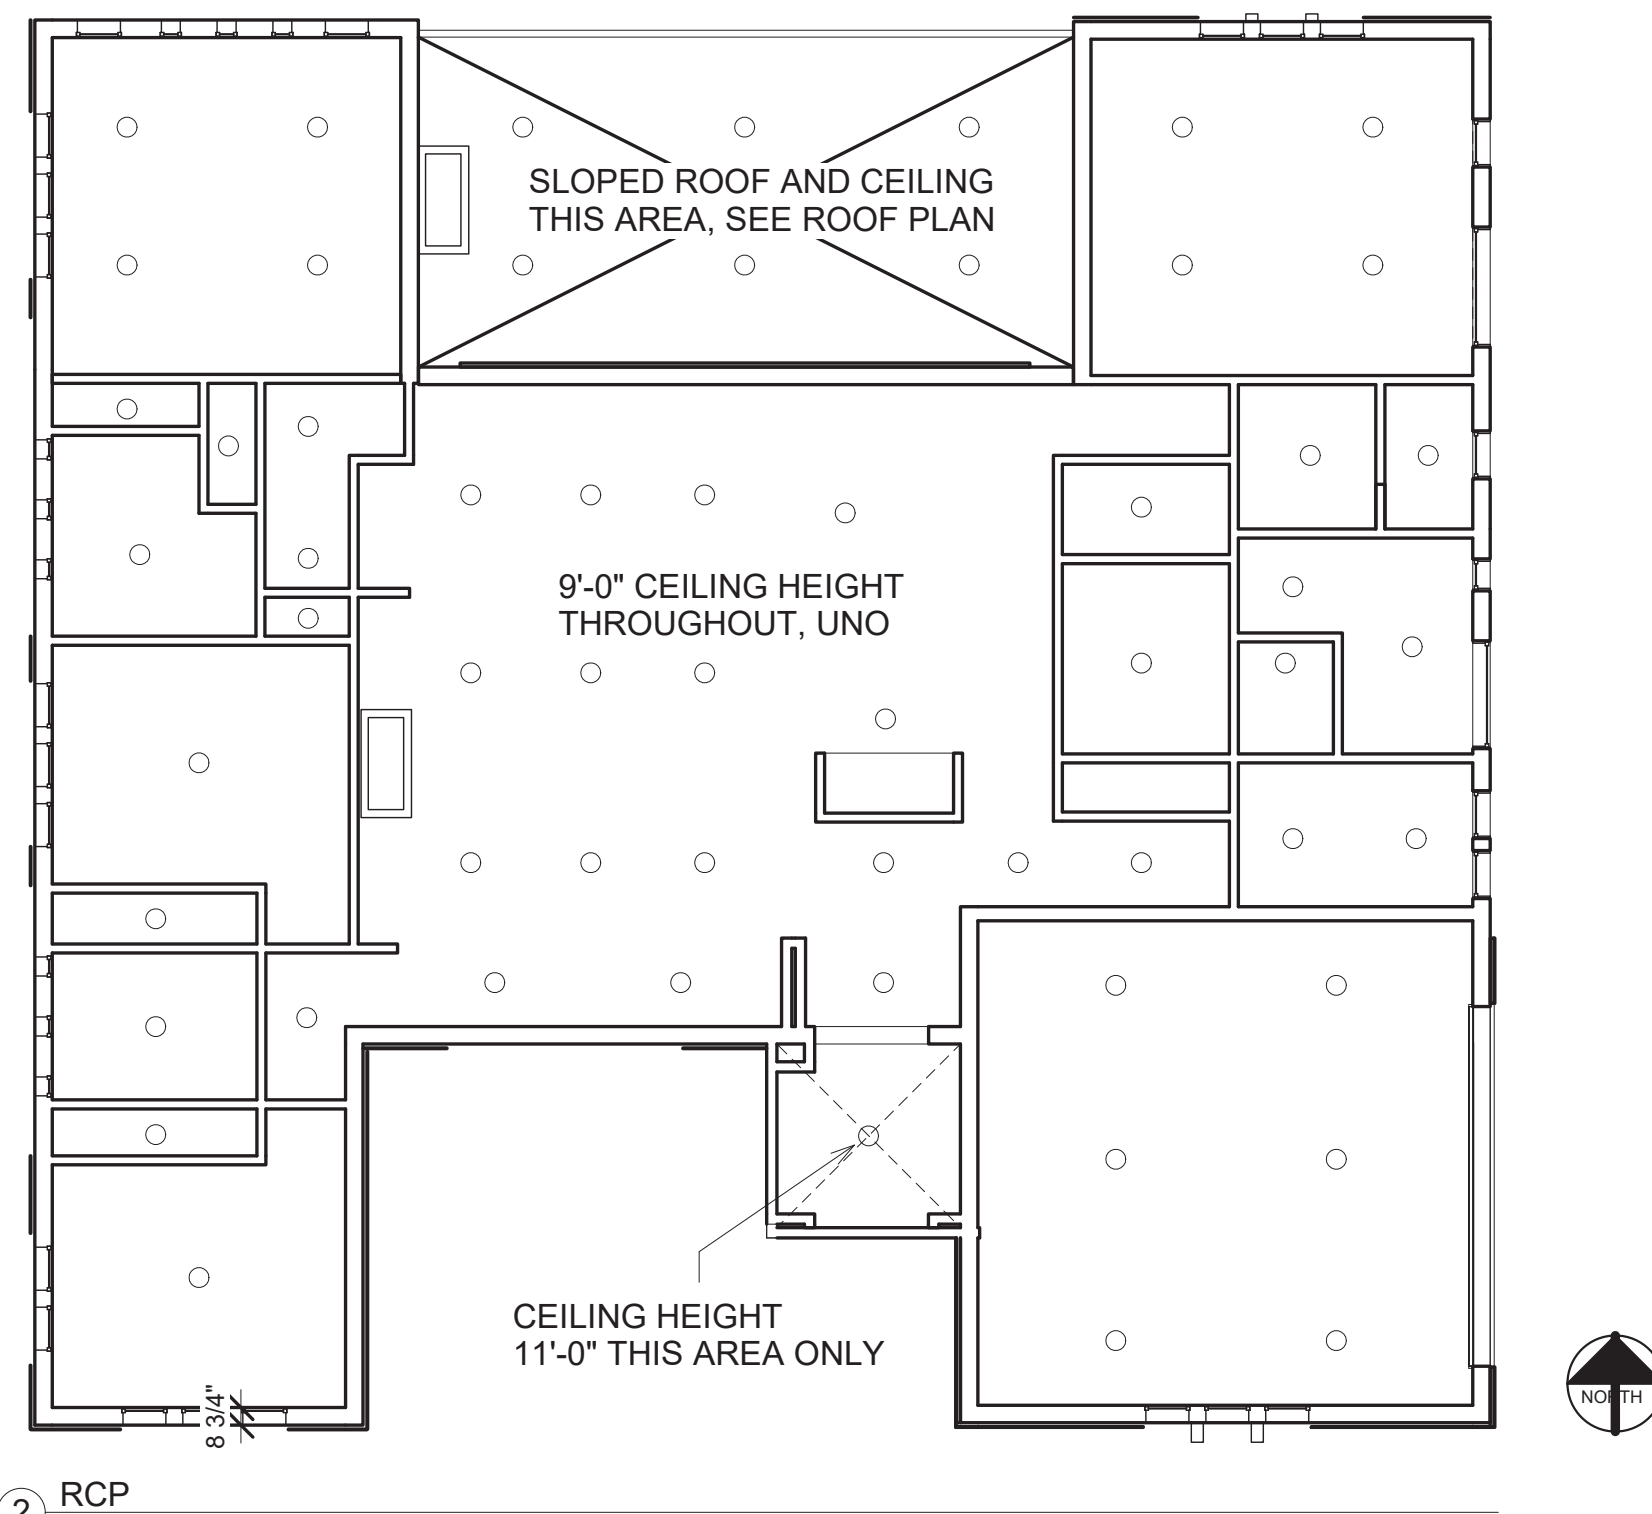 SLOPED ROOF AND CEILING
THIS AREA, SEE ROOF PLAN
9'-0" CEILING HEIGHT
THROUGHOUT, UNO
CEILING HEIGHT
11'-0" THIS AREA ONLY
8 3/4"
NORTH
2
RCP